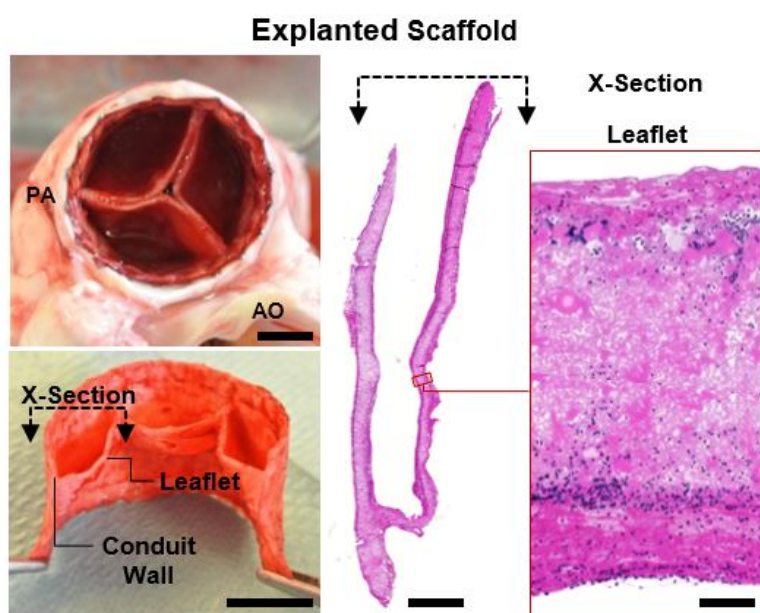 Explanted Scaffold
PA
AO
X-Section
Leaflet
Conduit
Wall
X-Section
Leaflet